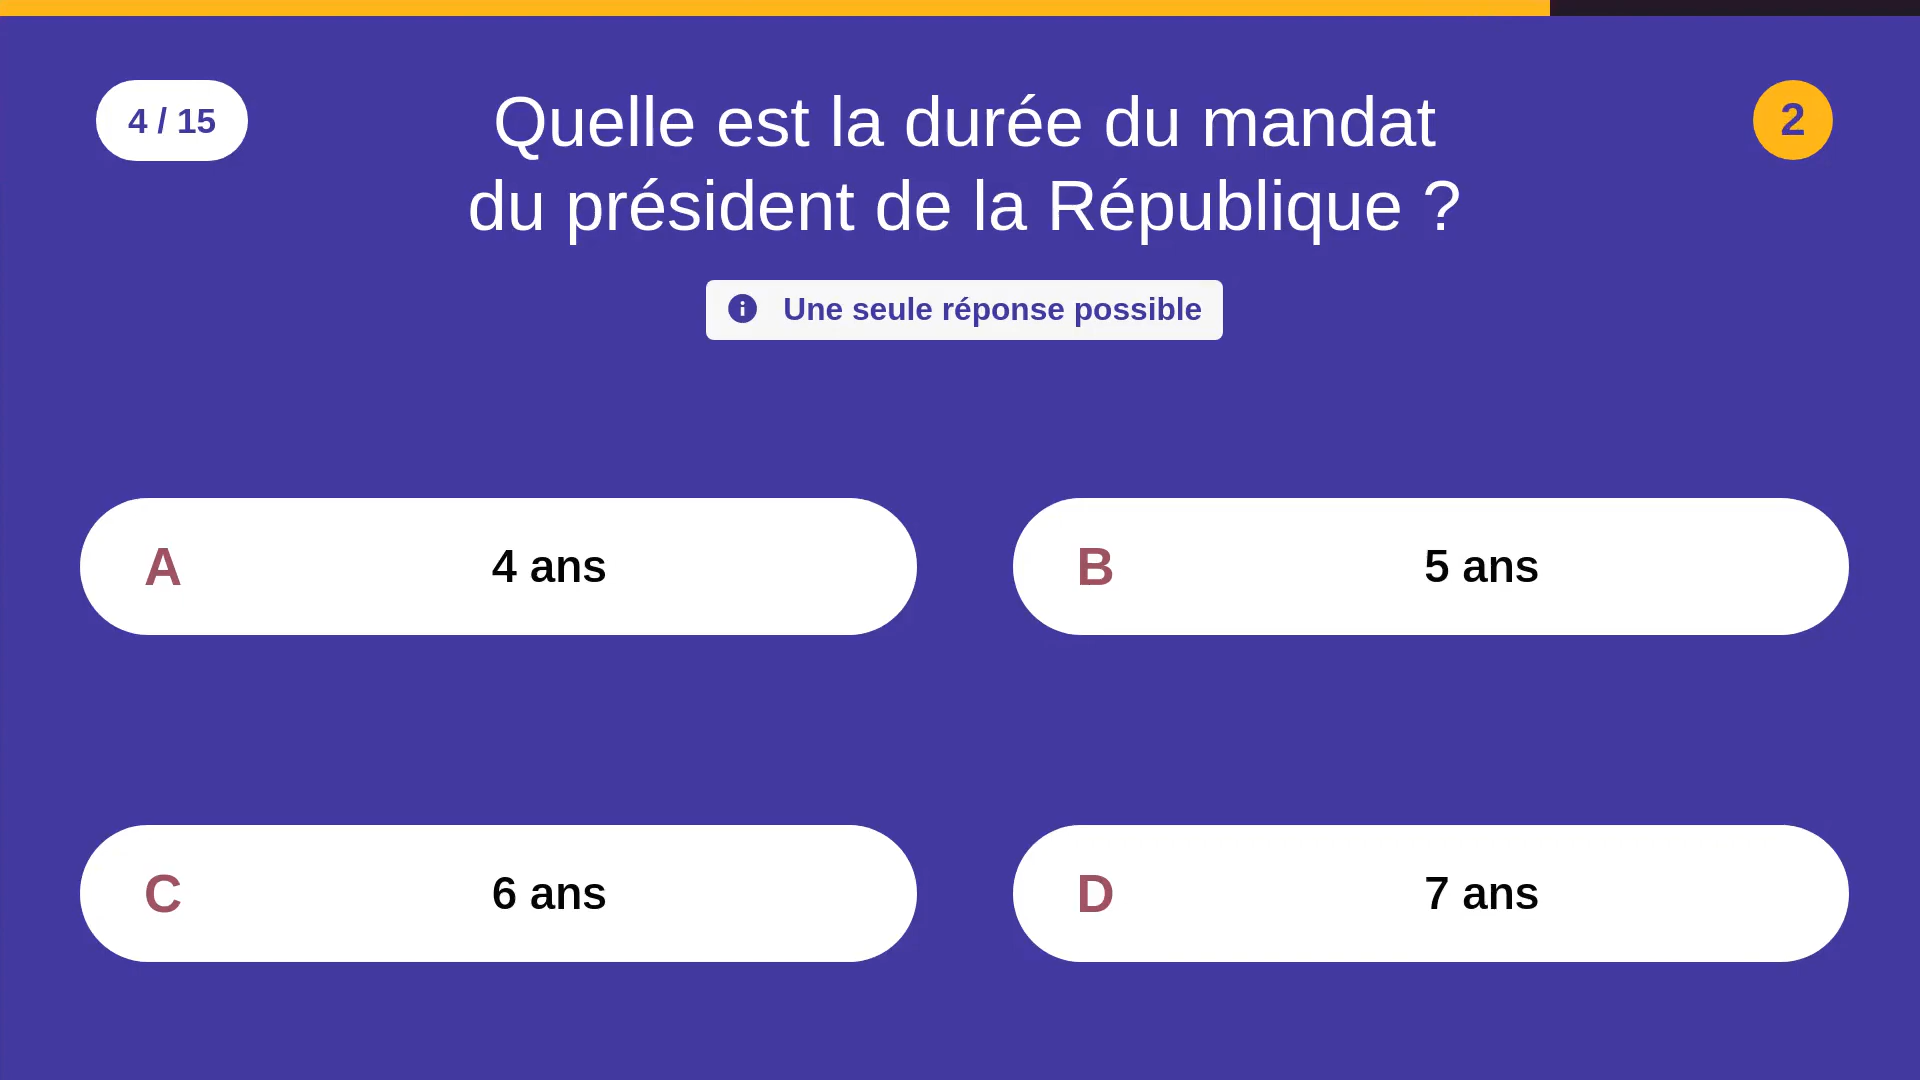 4 / 15
Quelle est la durée du mandat
du président de la République ?
2
Une seule réponse possible
A
4 ans
B
5 ans
C
6 ans
D
7 ans